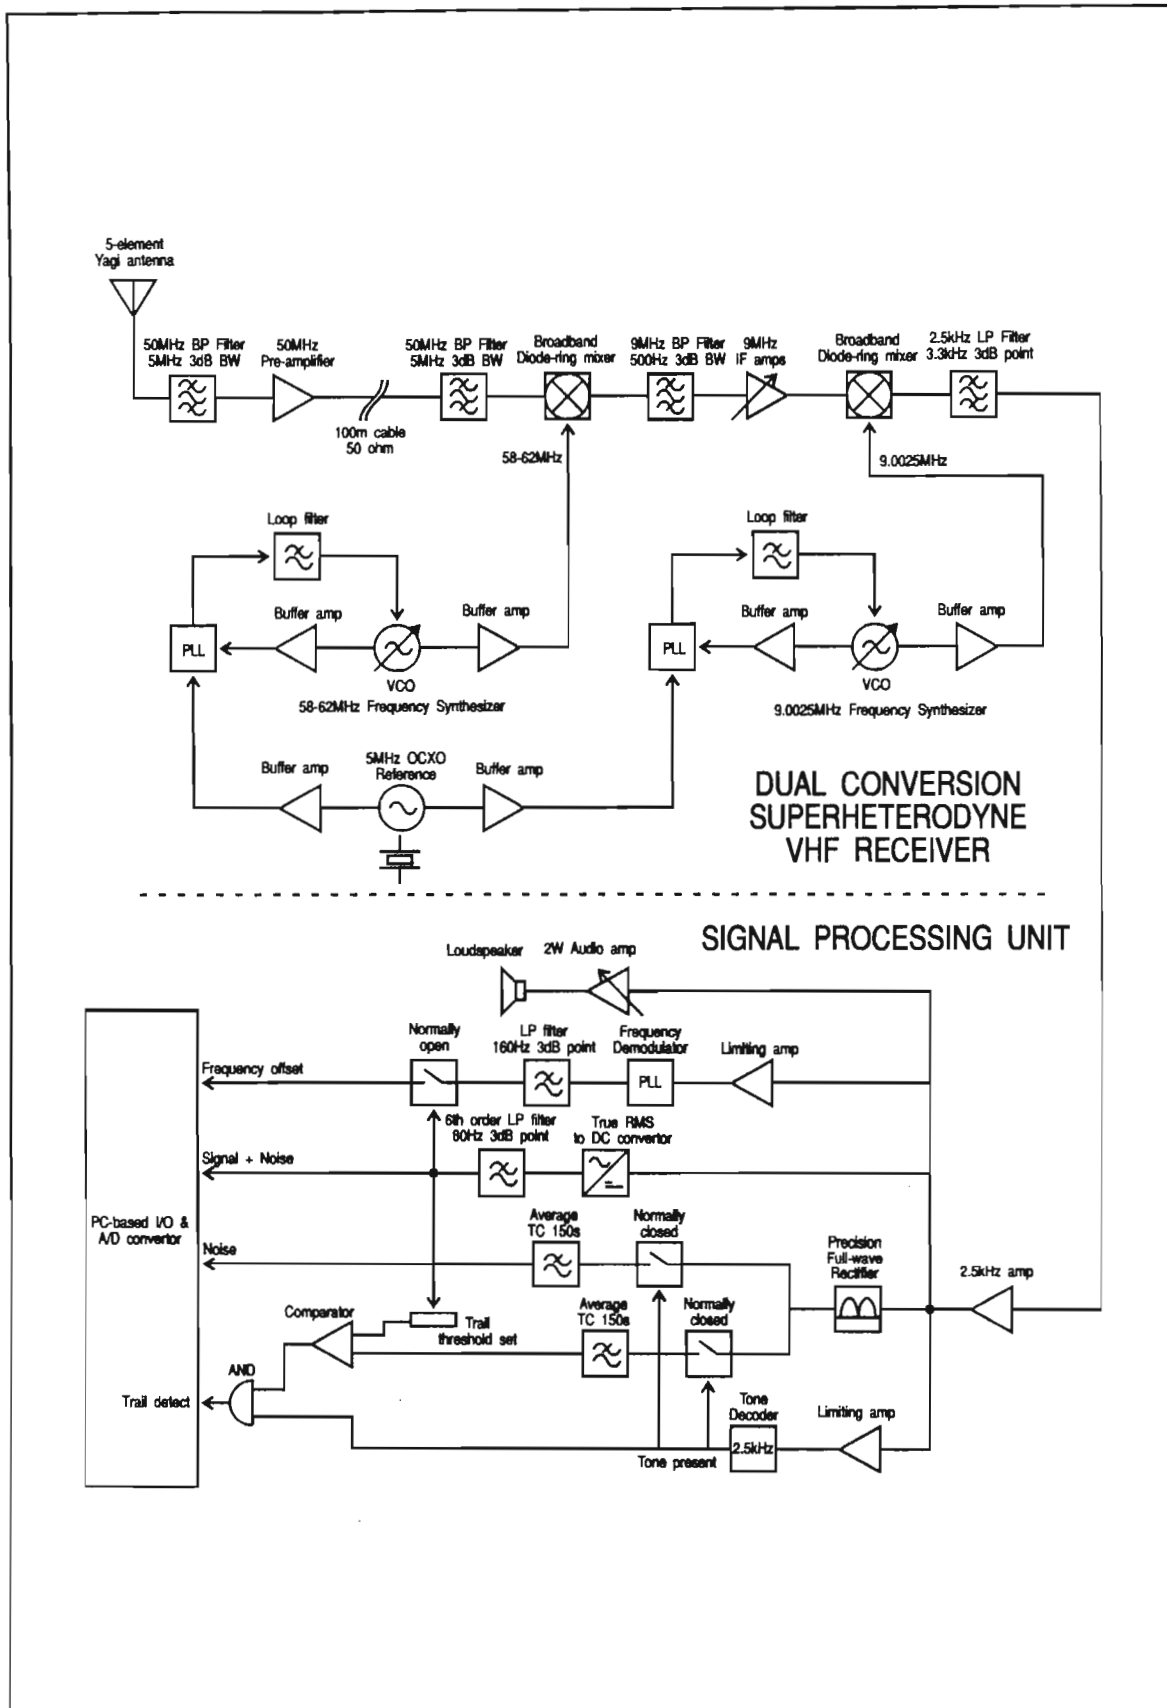 5-element
Yagi antenna
50MHz BP Filter
5MHz 3dB BW
50MHz
Pre-amplifier
50MHz BP Filter
5MHz 3dB BW
Broadband
Diode-ring mixer
9MHz BP Filter
500Hz 3dB BW
9MHz
IF amps
Broadband
Diode-ring mixer
2.5kHz LP Filter
3.3kHz 3dB point
100m cable
50 ohm
58-62MHz
9.0025MHz
Loop filter
Loop filter
Buffer amp
Buffer amp
Buffer amp
Buffer amp
PLL
PLL
VCO
VCO
58-62MHz Frequency Synthesizer
9.0025MHz Frequency Synthesizer
Buffer amp
5MHz OCXO
Reference
Buffer amp
DUAL CONVERSION
SUPERHETERODYNE
VHF RECEIVER
SIGNAL PROCESSING UNIT
Loudspeaker
2W Audio amp
Normally
open
LP filter
160Hz 3dB point
Frequency
Demodulator
Limiting amp
Frequency offset
PLL
6th order LP filter
80Hz 3dB point
True RMS
to DC convertor
Signal + Noise
PC-based I/O &
A/D convertor
Noise
Average
TC 150s
Normally
closed
Precision
Full-wave
Rectifier
2.5kHz amp
Comparator
Trail
threshold set
Average
TC 150s
Normally
closed
AND
Trail detect
Tone
Decoder
2.5kHz
Limiting amp
Tone present